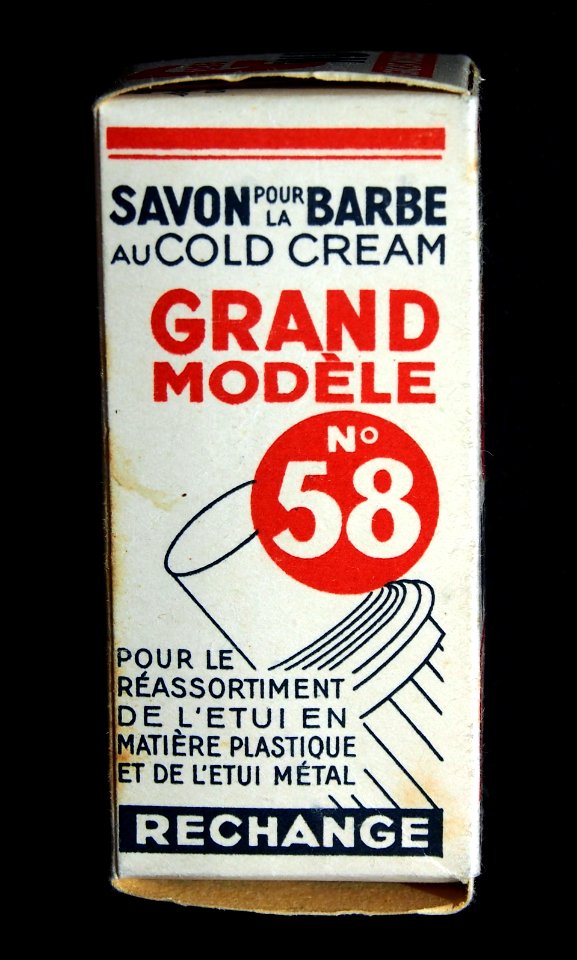 SAVON POUR LA BARBE
AU COLD CREAM
GRAND
MODÈLE
No
58
POUR LE
RÉASSORTIMENT
DE L'ETUI EN
MATIÈRE PLASTIQUE
ET DE L'ETUI MÉTAL
RECHANGE